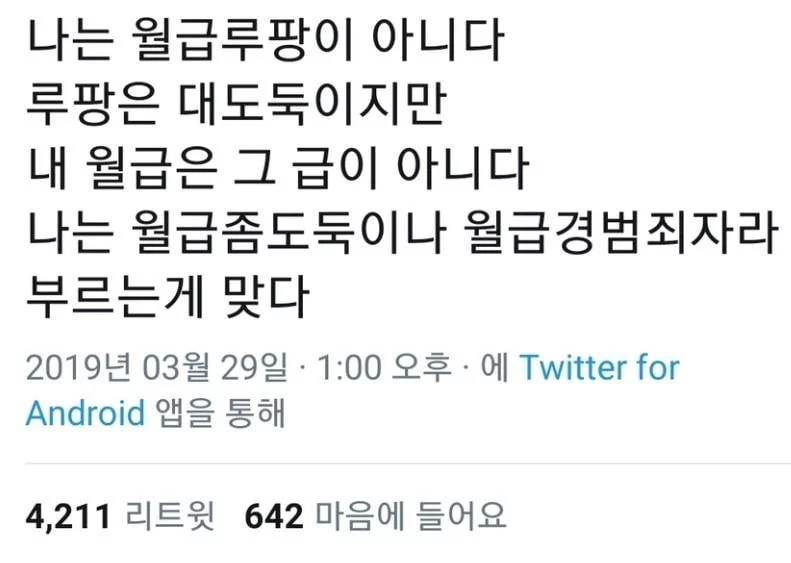 나는 월급루팡이 아니다
루팡은 대도둑이지만
내 월급은 그 급이 아니다
나는 월급좀도둑이나 월급경범죄자라
부르는게 맞다
2019년 03월 29일 · 1:00 오후 · 에 Twitter for
Android 앱을 통해
4,211 리트윗 642 마음에 들어요